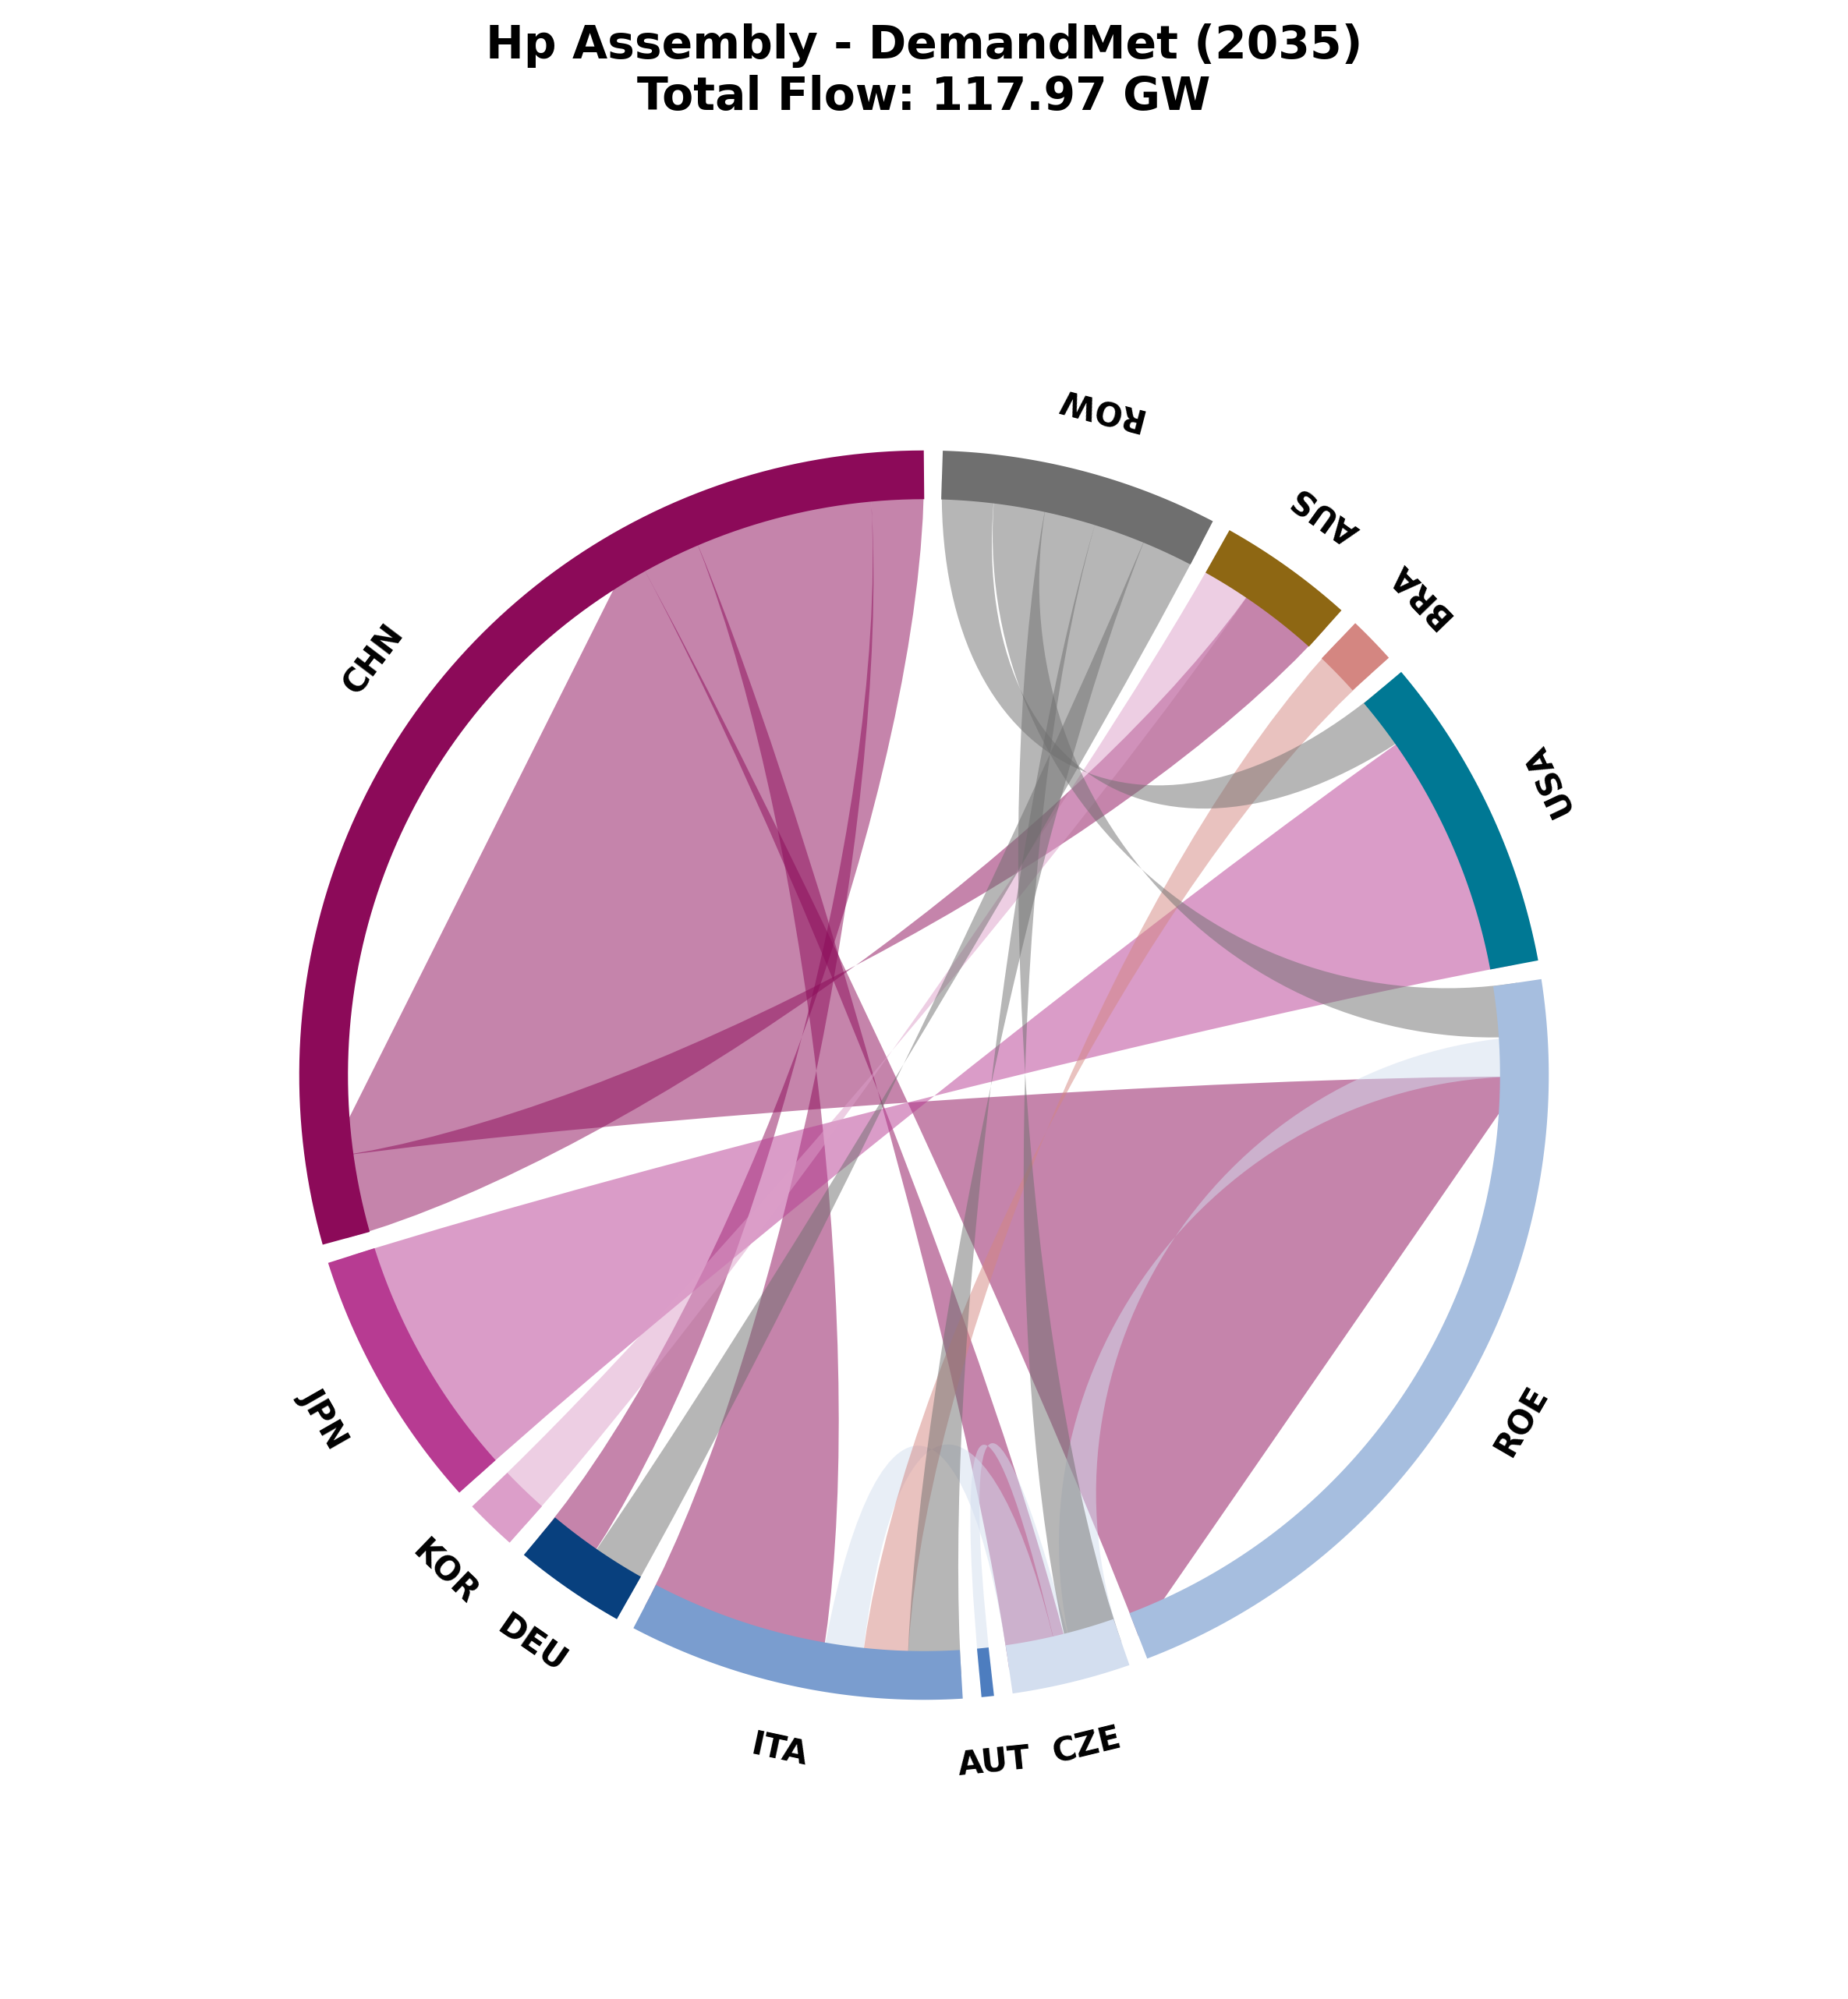 Hp Assembly - DemandMet (2035)
Total Flow: 117.97 GW
ROW
AUS
BRA
CHN
USA
JPN
ROE
KOR
DEU
ITA
AUT
CZE